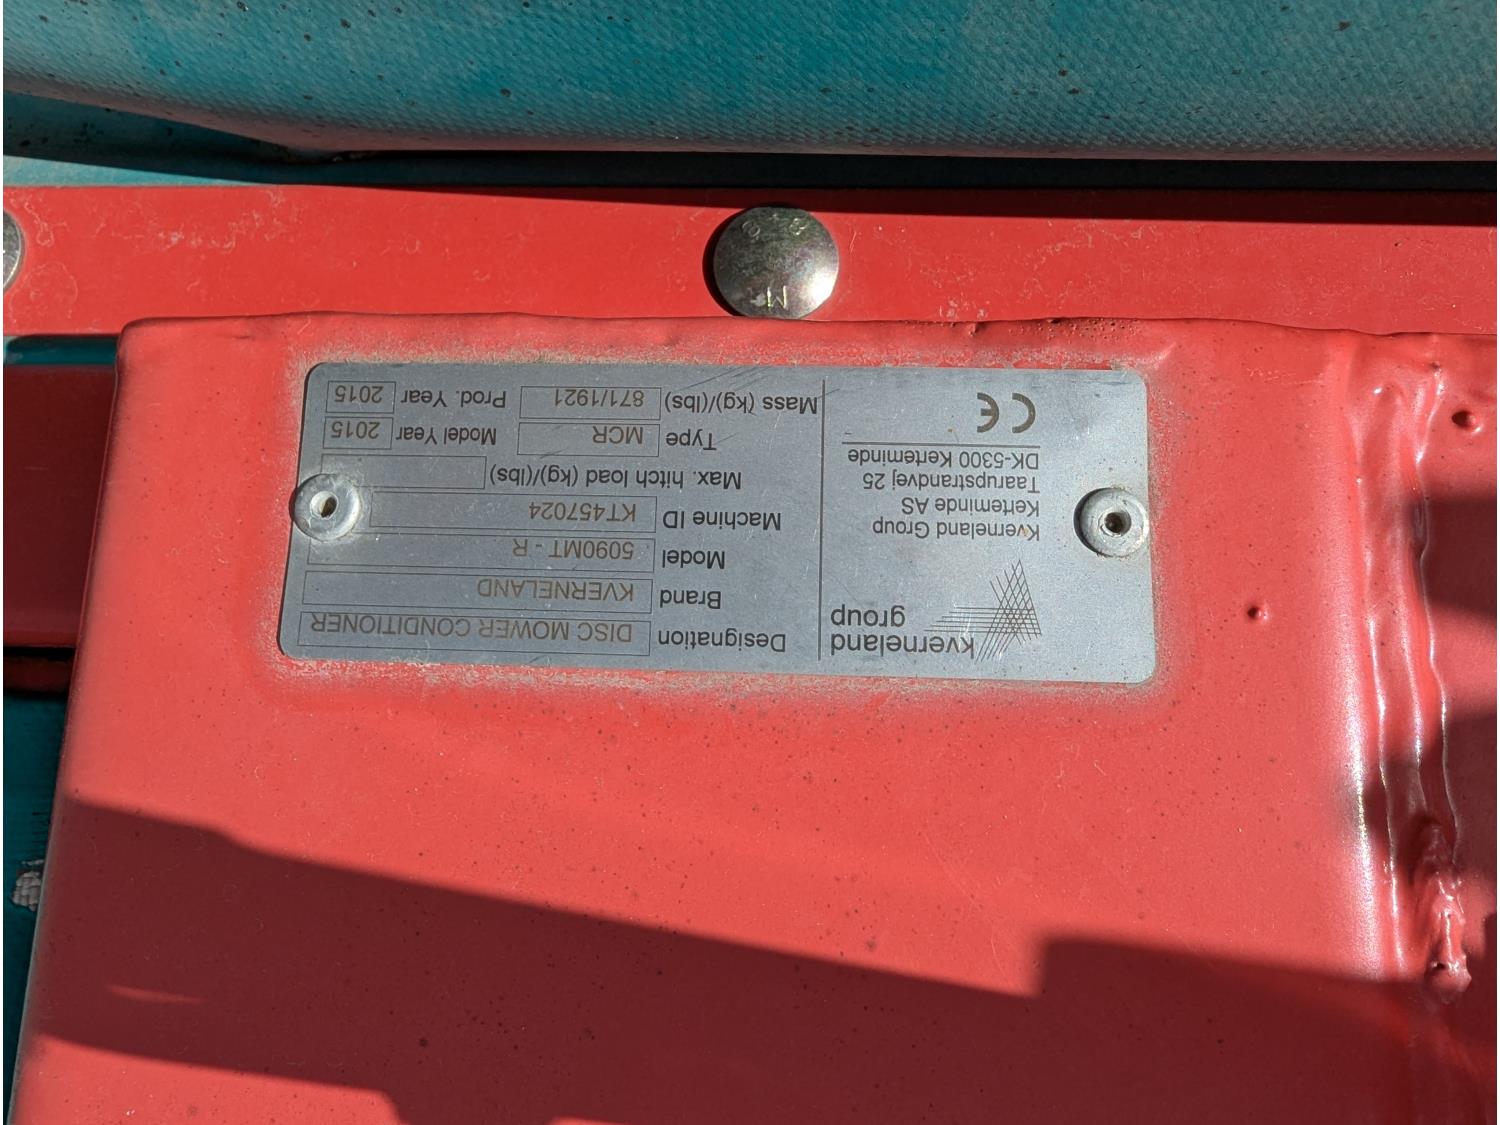 kverneland
group
Kverneland Group
Kerteminde AS
Taarupstrandvej 25
DK-5300 Kerteminde
CE
Designation DISC MOWER CONDITIONER
Brand KVERNELAND
Model 5090MT - R
Machine ID KT457024
Max. hitch load (kg)/(lbs)
Type MCR Model Year 2015
Mass (kg)/(lbs) 871/1921 Prod. Year 2015